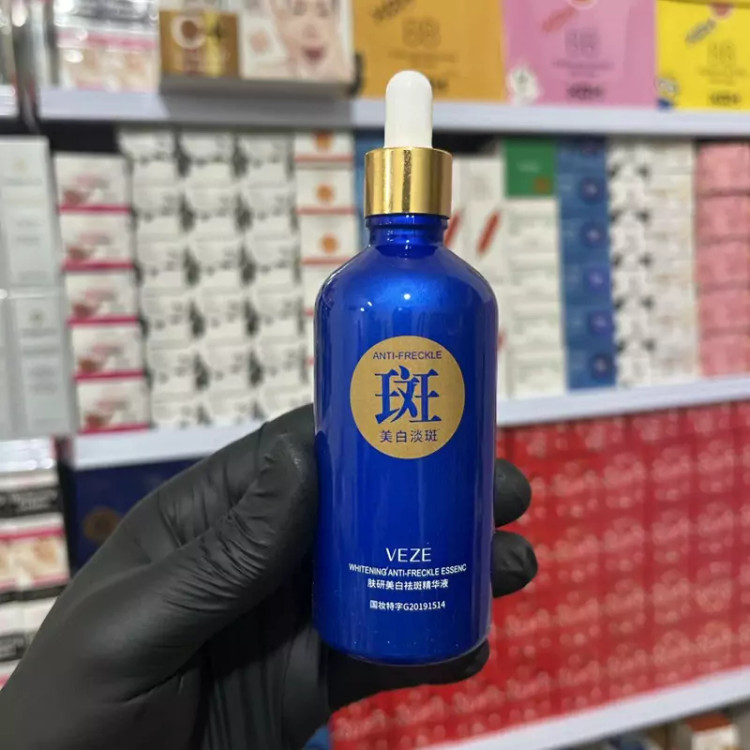 ANTI-FRECKLE
斑
美白淡斑
VEZE
WHITENING ANTI-FRECKLE ESSENC
肤研美白祛斑精华液
国妆特字G20191514